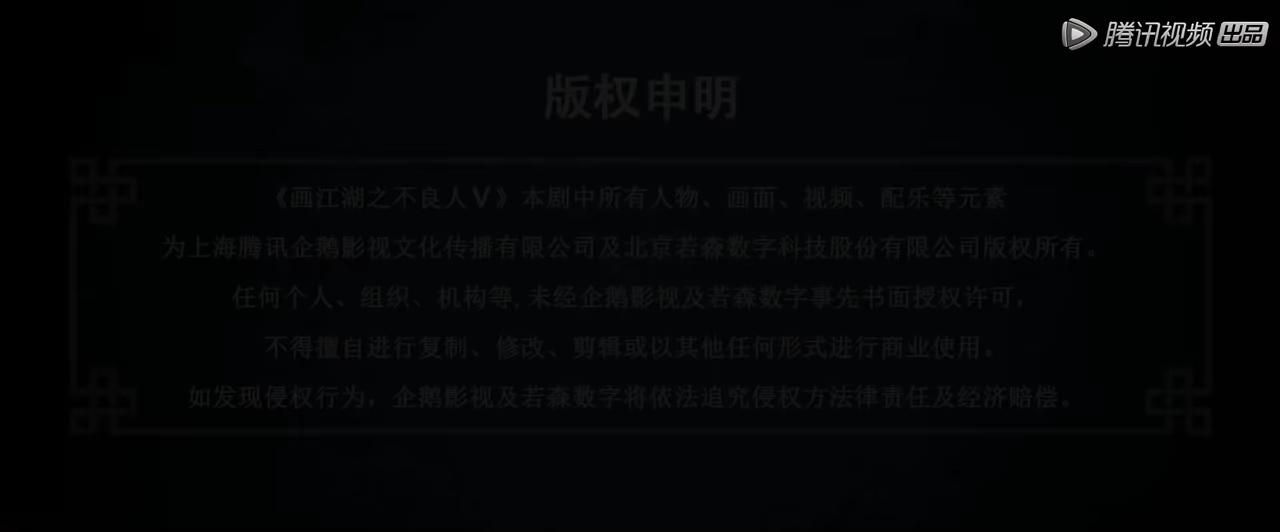 腾讯视频 出品
版权申明
《画江湖之不良人Ⅴ》本剧中所有人物、画面、视频、配乐等元素
为上海腾讯企鹅影视文化传播有限公司及北京若森数字科技股份有限公司版权所有。
任何个人、组织、机构等,未经企鹅影视及若森数字事先书面授权许可，
不得擅自进行复制、修改、剪辑或以其他任何形式进行商业使用。
如发现侵权行为，企鹅影视及若森数字将依法追究侵权方法律责任及经济赔偿。